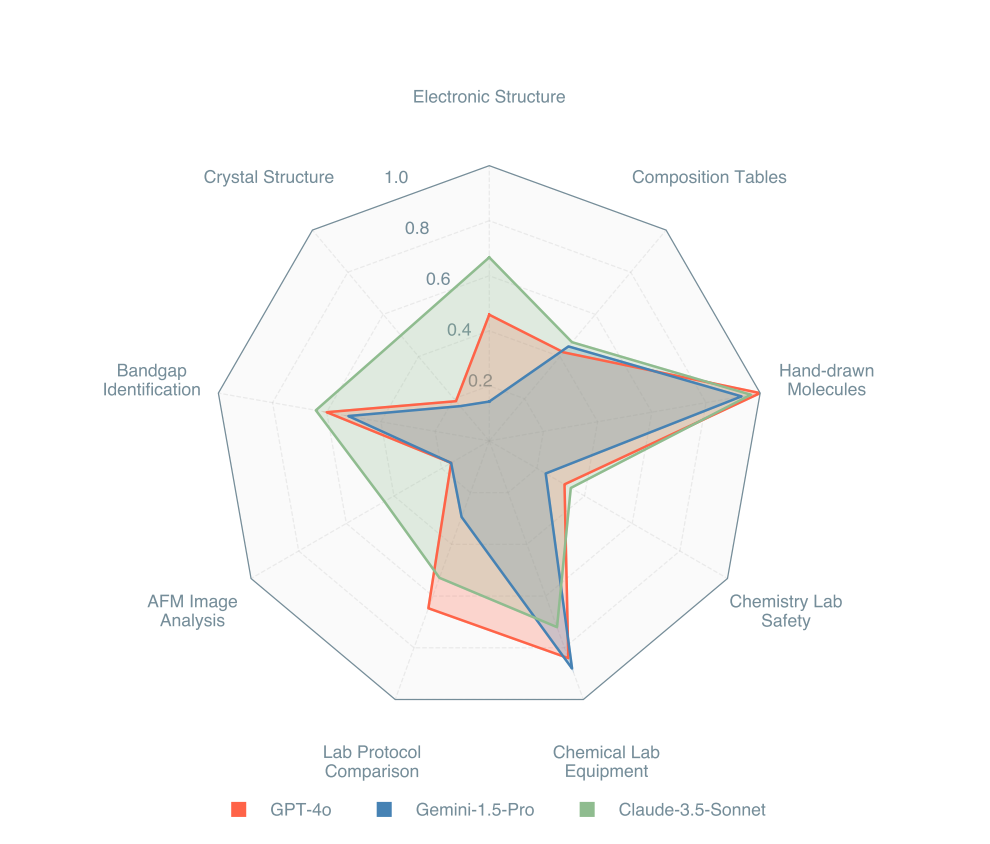 Electronic Structure
Crystal Structure
1.0
Composition Tables
0.8
0.6
0.4
Bandgap
Identification
0.2
Hand-drawn
Molecules
AFM Image
Analysis
Chemistry Lab
Safety
Lab Protocol
Comparison
Chemical Lab
Equipment
GPT-4o
Gemini-1.5-Pro
Claude-3.5-Sonnet